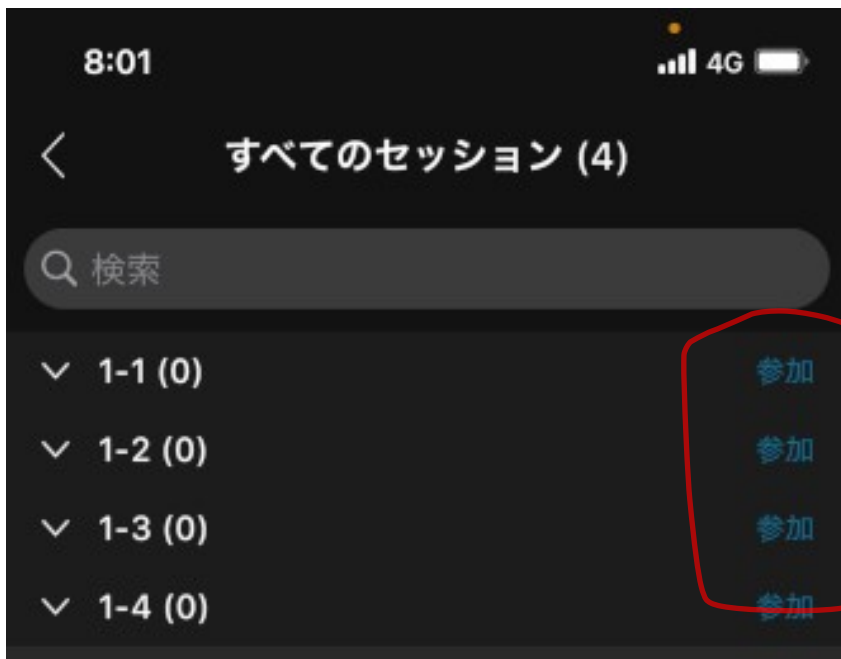 8:01 4G
すべてのセッション (4)
検索
1-1 (0) 参加
1-2 (0) 参加
1-3 (0) 参加
1-4 (0) 参加